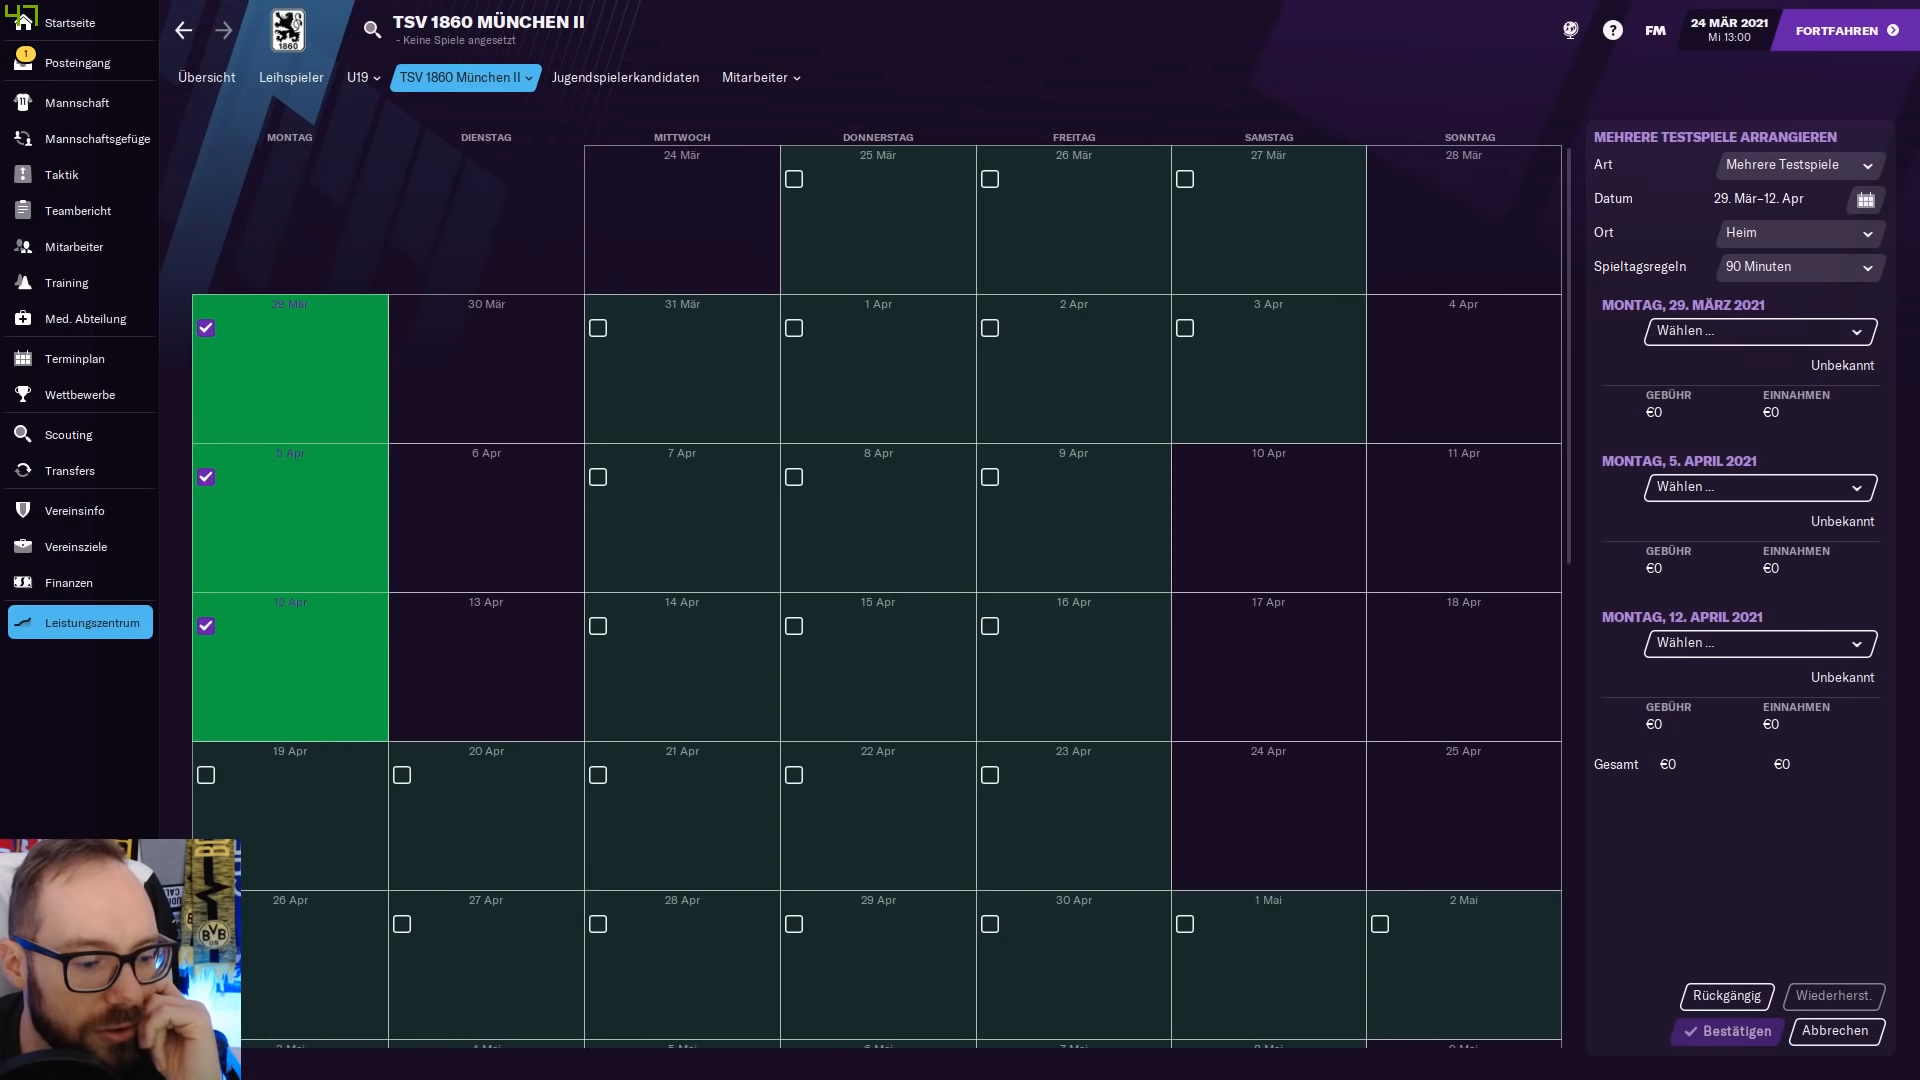 47
Startseite
1
Posteingang
Mannschaft
Mannschaftsgefüge
Taktik
Teambericht
Mitarbeiter
Training
Med. Abteilung
Terminplan
Wettbewerbe
Scouting
Transfers
Vereinsinfo
Vereinsziele
Finanzen
Leistungszentrum
1860
TSV 1860 MÜNCHEN II
- Keine Spiele angesetzt
FM
24 MÄR 2021
Mi 13:00
FORTFAHREN
Übersicht
Leihspieler
U19
TSV 1860 München II
Jugendspielerkandidaten
Mitarbeiter
MONTAG
DIENSTAG
MITTWOCH
DONNERSTAG
FREITAG
SAMSTAG
SONNTAG
24 Mär
25 Mär
26 Mär
27 Mär
28 Mär
29 Mär
30 Mär
31 Mär
1 Apr
2 Apr
3 Apr
4 Apr
5 Apr
6 Apr
7 Apr
8 Apr
9 Apr
10 Apr
11 Apr
12 Apr
13 Apr
14 Apr
15 Apr
16 Apr
17 Apr
18 Apr
19 Apr
20 Apr
21 Apr
22 Apr
23 Apr
24 Apr
25 Apr
26 Apr
27 Apr
28 Apr
29 Apr
30 Apr
1 Mai
2 Mai
MEHRERE TESTSPIELE ARRANGIEREN
Art
Mehrere Testspiele
Datum
29. Mär–12. Apr
Ort
Heim
Spieltagsregeln
90 Minuten
MONTAG, 29. MÄRZ 2021
Wählen ...
Unbekannt
GEBÜHR
EINNAHMEN
€0
€0
MONTAG, 5. APRIL 2021
Wählen ...
Unbekannt
GEBÜHR
EINNAHMEN
€0
€0
MONTAG, 12. APRIL 2021
Wählen ...
Unbekannt
GEBÜHR
EINNAHMEN
€0
€0
Gesamt
€0
€0
Rückgängig
Wiederherst.
Bestätigen
Abbrechen
BVB
09